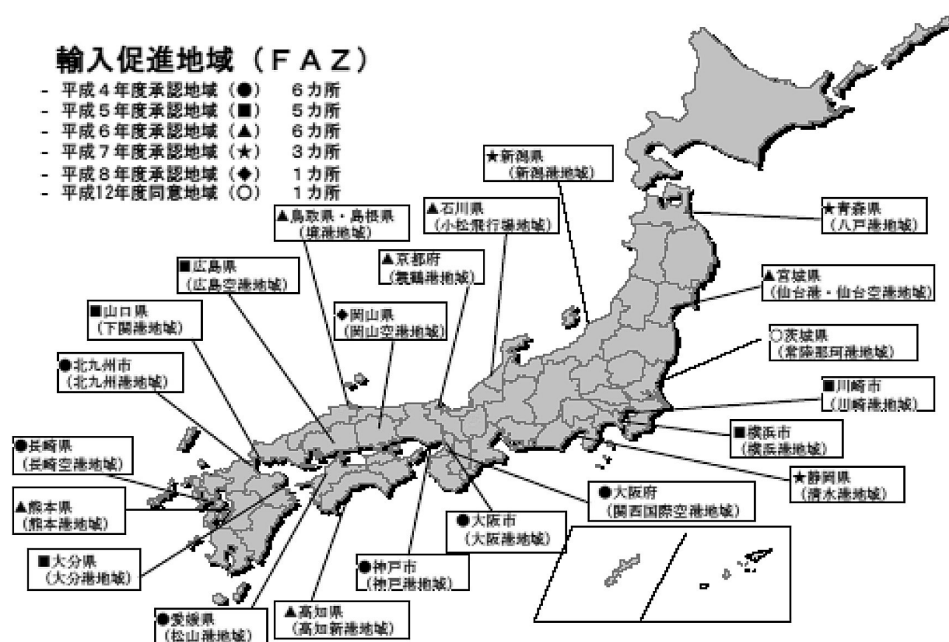 輸入促進地域（ＦＡＺ）
- 平成４年度承認地域（●） ６カ所
- 平成５年度承認地域（■） ５カ所
- 平成６年度承認地域（▲） ６カ所
- 平成７年度承認地域（★） ３カ所
- 平成８年度承認地域（◆） １カ所
- 平成12年度同意地域（○） １カ所
★新潟県
（新潟港地域）
▲鳥取県・島根県
（境港地域）
▲石川県
（小松飛行場地域）
★青森県
（八戸港地域）
■広島県
（広島空港地域）
▲京都府
（舞鶴港地域）
▲宮城県
（仙台港・仙台空港地域）
■山口県
（下関港地域）
◆岡山県
（岡山空港地域）
○茨城県
（常陸那珂港地域）
●北九州市
（北九州港地域）
■川崎市
（川崎港地域）
●長崎県
（長崎空港地域）
■横浜市
（横浜港地域）
★静岡県
（清水港地域）
▲熊本県
（熊本港地域）
●大阪府
（関西国際空港地域）
●大阪市
（大阪港地域）
■大分県
（大分港地域）
●神戸市
（神戸港地域）
●愛媛県
（松山港地域）
▲高知県
（高知新港地域）